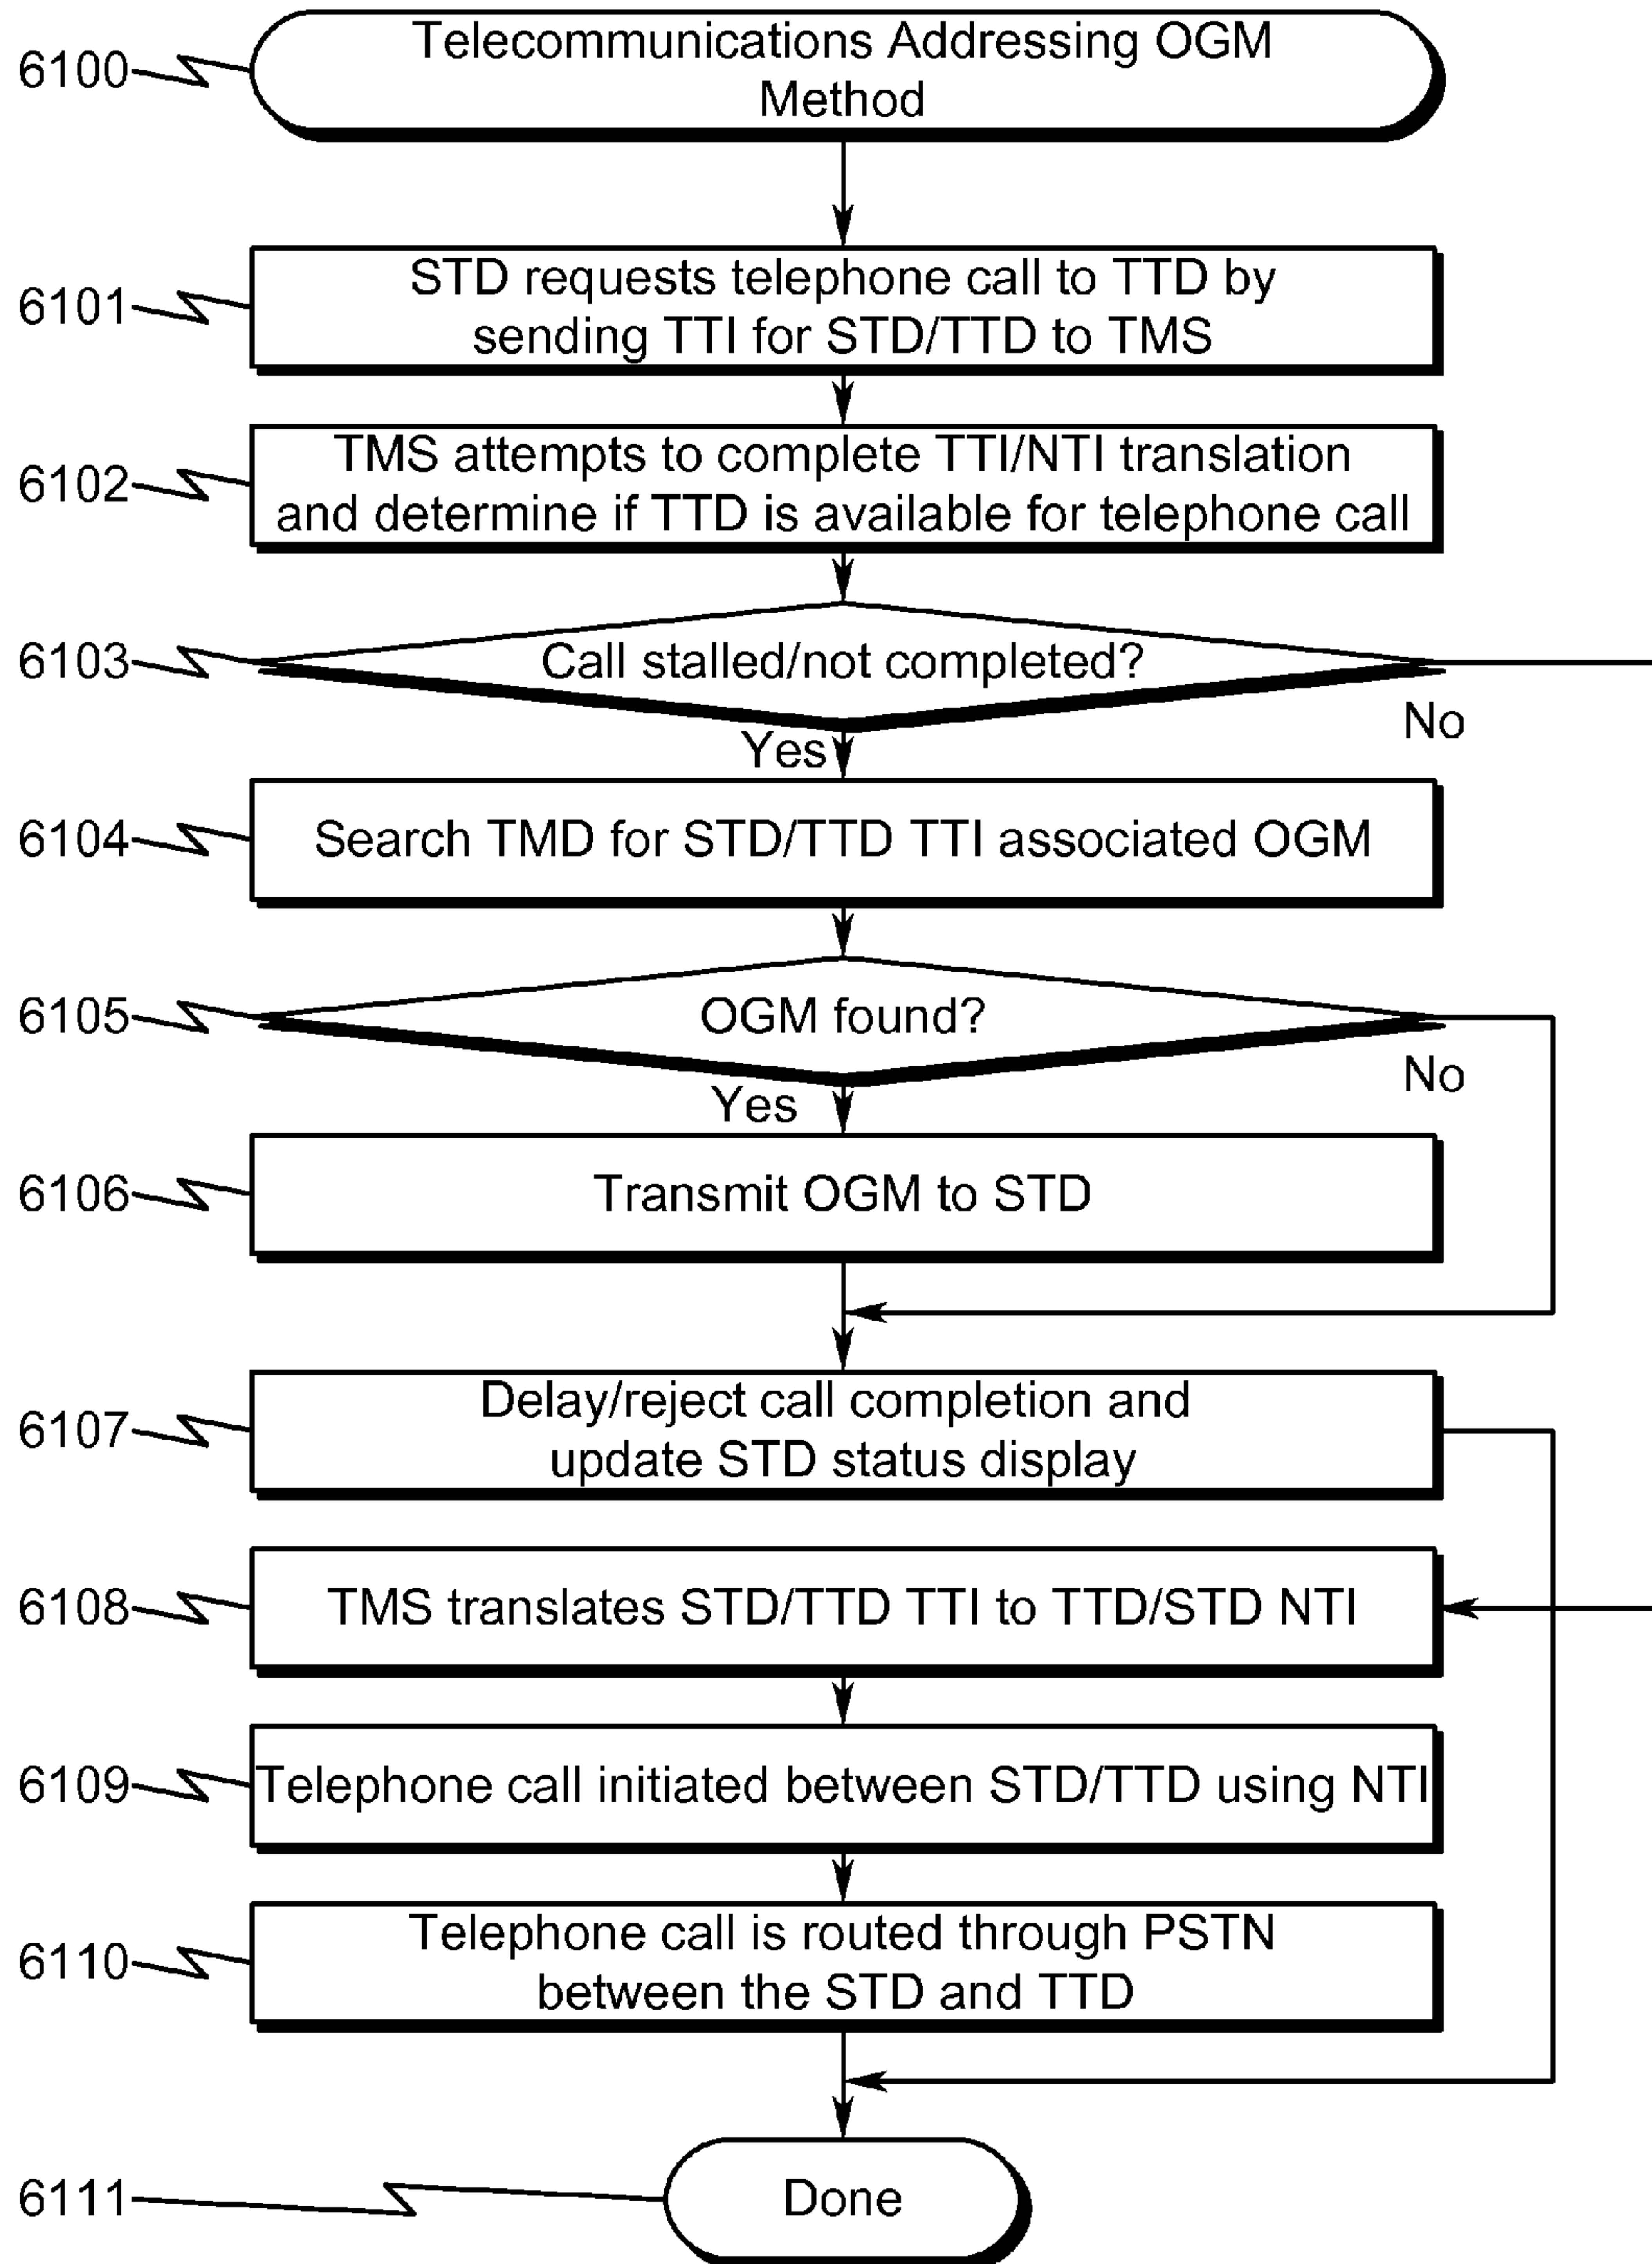 6100
Telecommunications Addressing OGM
Method
6101
STD requests telephone call to TTD by
sending TTI for STD/TTD to TMS
6102
TMS attempts to complete TTI/NTI translation
and determine if TTD is available for telephone call
6103
Call stalled/not completed?
No
Yes
6104
Search TMD for STD/TTD TTI associated OGM
6105
OGM found?
No
Yes
6106
Transmit OGM to STD
6107
Delay/reject call completion and
update STD status display
6108
TMS translates STD/TTD TTI to TTD/STD NTI
6109
Telephone call initiated between STD/TTD using NTI
6110
Telephone call is routed through PSTN
between the STD and TTD
6111
Done